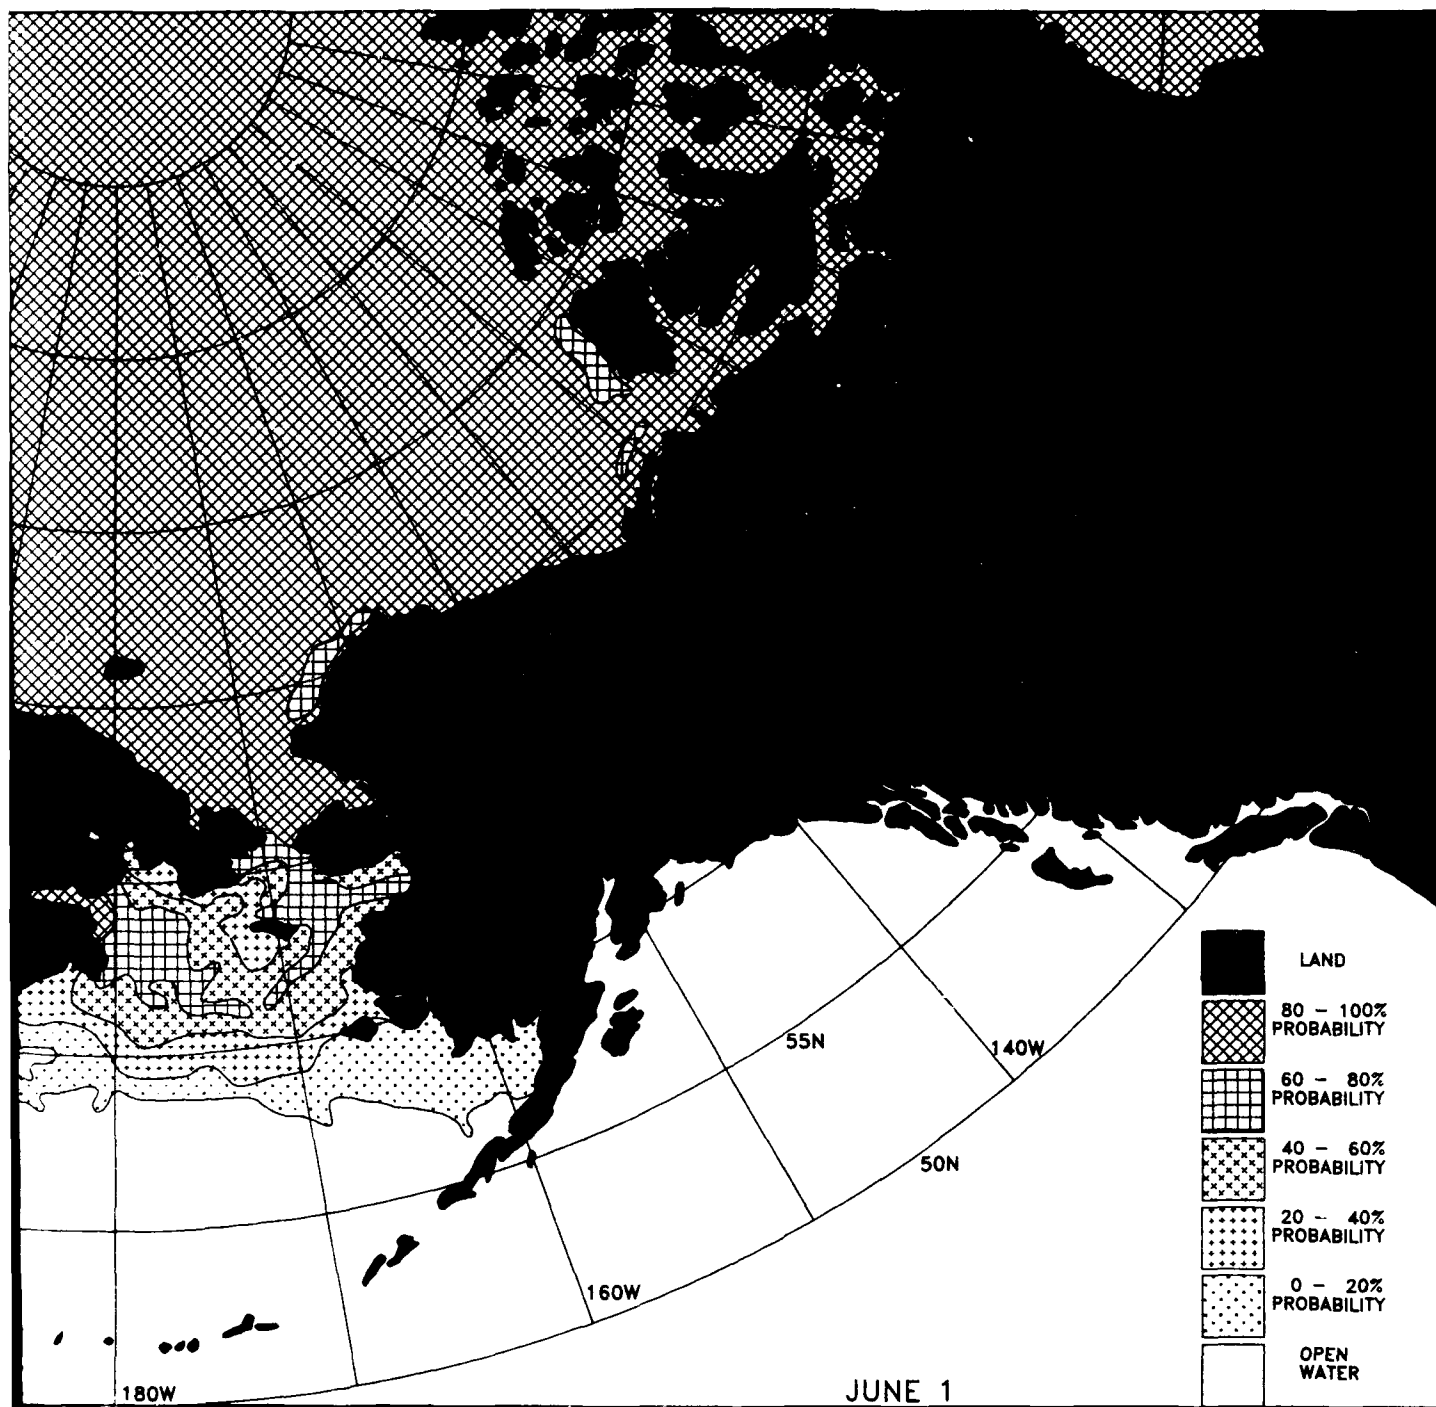 LAND
80 - 100%
PROBABILITY
60 - 80%
PROBABILITY
40 - 60%
PROBABILITY
20 - 40%
PROBABILITY
0 - 20%
PROBABILITY
OPEN
WATER
55N
140W
50N
160W
180W
JUNE 1